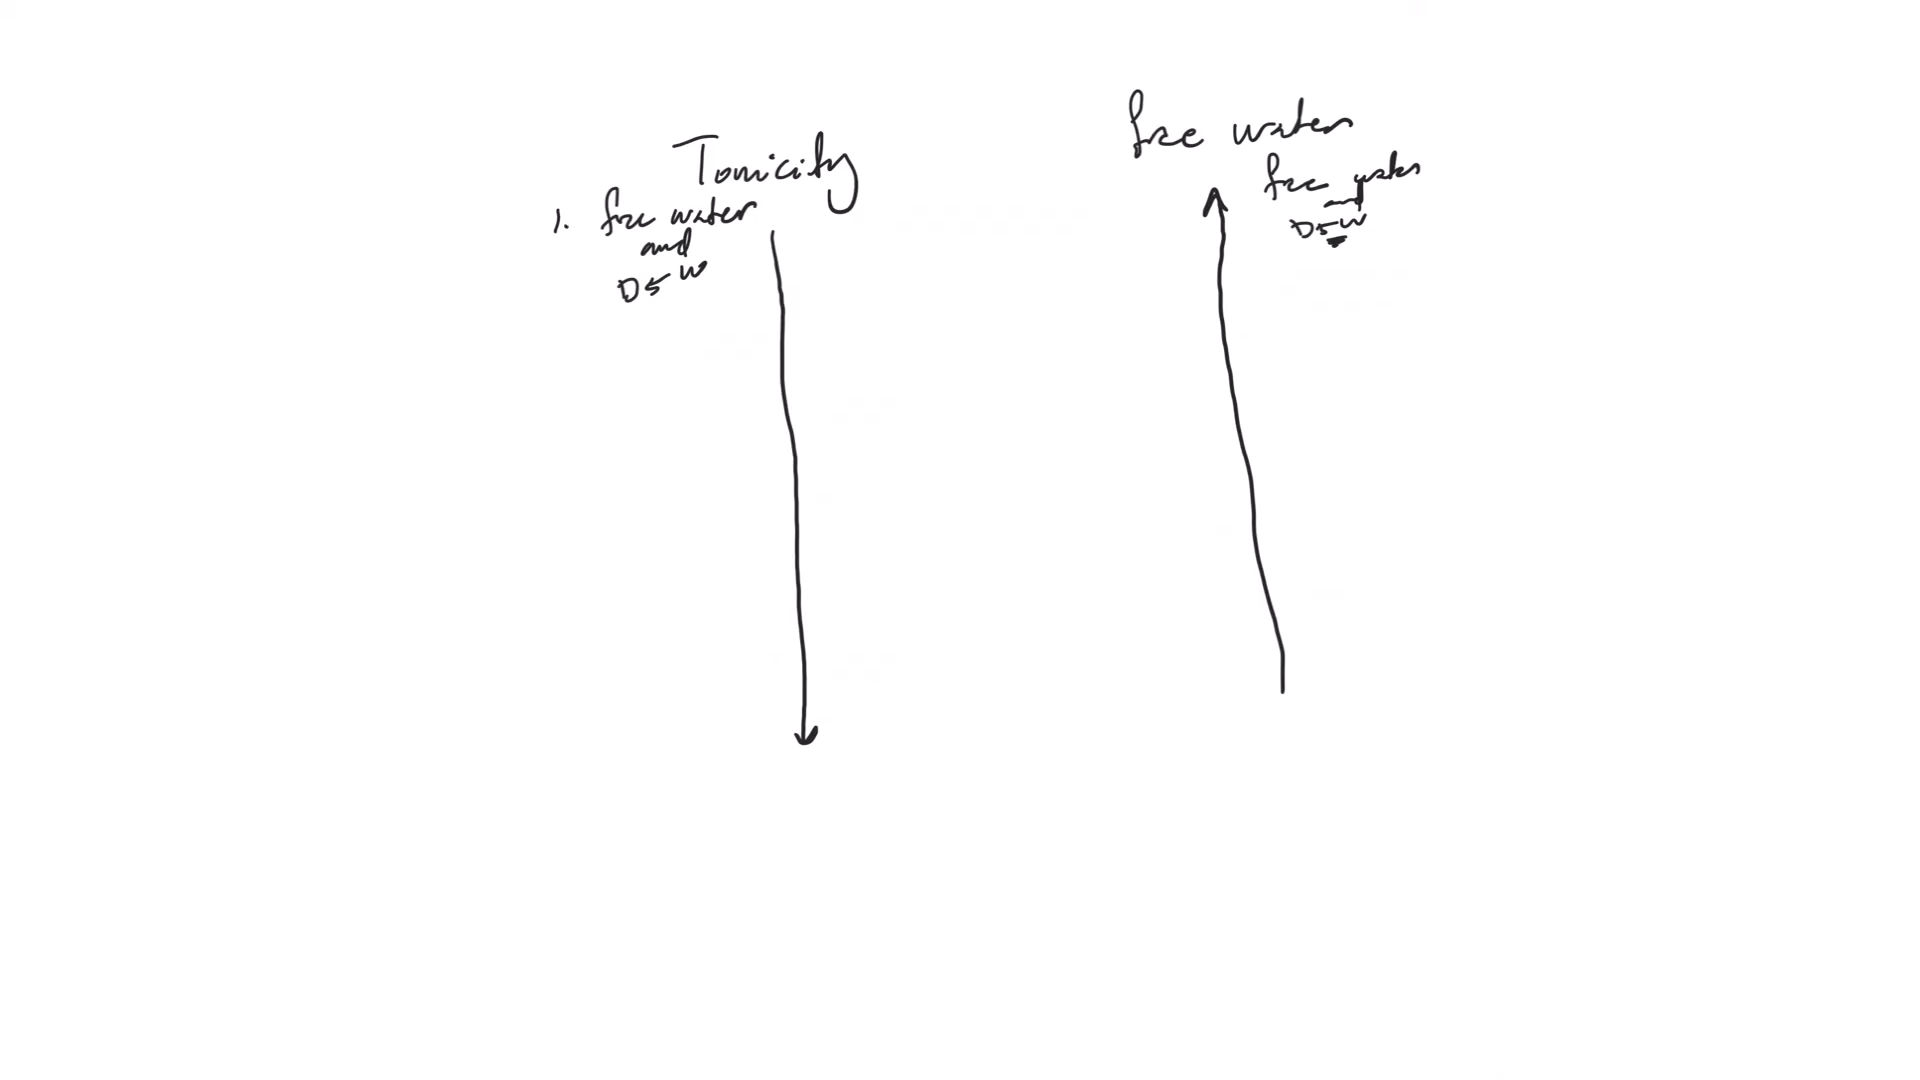 Tonicity
1. free water
and
D5W
free water
free water
and
D5W